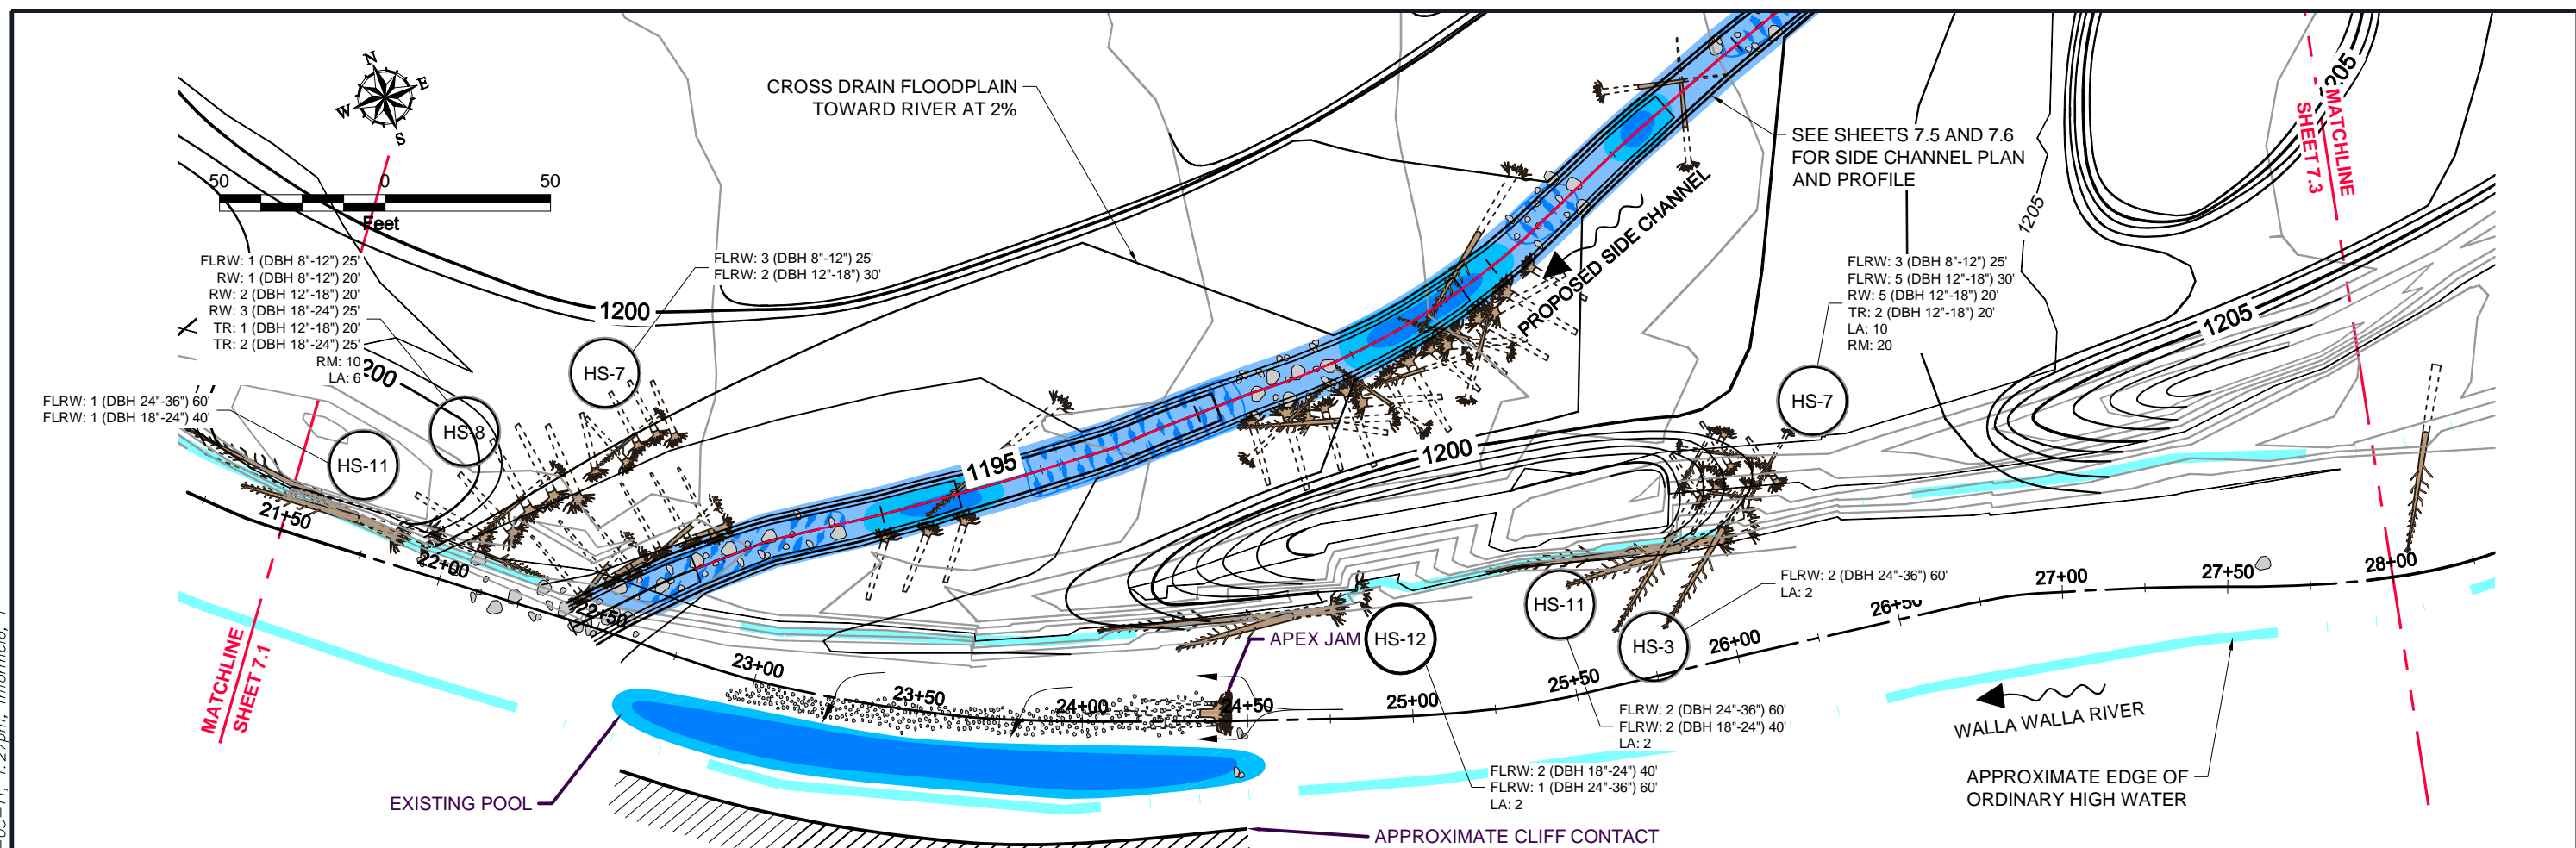 N
E
W
S
50
0
50
Feet
CROSS DRAIN FLOODPLAIN
TOWARD RIVER AT 2%
SEE SHEETS 7.5 AND 7.6
FOR SIDE CHANNEL PLAN
AND PROFILE
1205
MATCHLINE
SHEET 7.3
1205
PROPOSED SIDE CHANNEL
FLRW: 1 (DBH 8"-12") 25'
RW: 1 (DBH 8"-12") 20'
RW: 2 (DBH 12"-18") 20'
RW: 3 (DBH 18"-24") 25'
TR: 1 (DBH 12"-18") 20'
TR: 2 (DBH 18"-24") 25'
RM: 10
LA: 6
FLRW: 3 (DBH 8"-12") 25'
FLRW: 2 (DBH 12"-18") 30'
FLRW: 3 (DBH 8"-12") 25'
FLRW: 5 (DBH 12"-18") 30'
RW: 5 (DBH 12"-18") 20'
TR: 2 (DBH 12"-18") 20'
LA: 10
RM: 20
1200
1205
HS-7
HS-7
FLRW: 1 (DBH 24"-36") 60'
FLRW: 1 (DBH 18"-24") 40'
HS-8
HS-11
1195
1200
21+50
22+00
22+50
23+00
23+50
24+00
24+50
25+00
25+50
26+00
26+50
27+00
27+50
28+00
FLRW: 2 (DBH 24"-36") 60'
LA: 2
HS-11
HS-12
HS-3
APEX JAM
MATCHLINE
SHEET 7.1
FLRW: 2 (DBH 24"-36") 60'
FLRW: 2 (DBH 18"-24") 40'
LA: 2
WALLA WALLA RIVER
FLRW: 2 (DBH 18"-24") 40'
FLRW: 1 (DBH 24"-36") 60'
LA: 2
APPROXIMATE EDGE OF
ORDINARY HIGH WATER
EXISTING POOL
APPROXIMATE CLIFF CONTACT